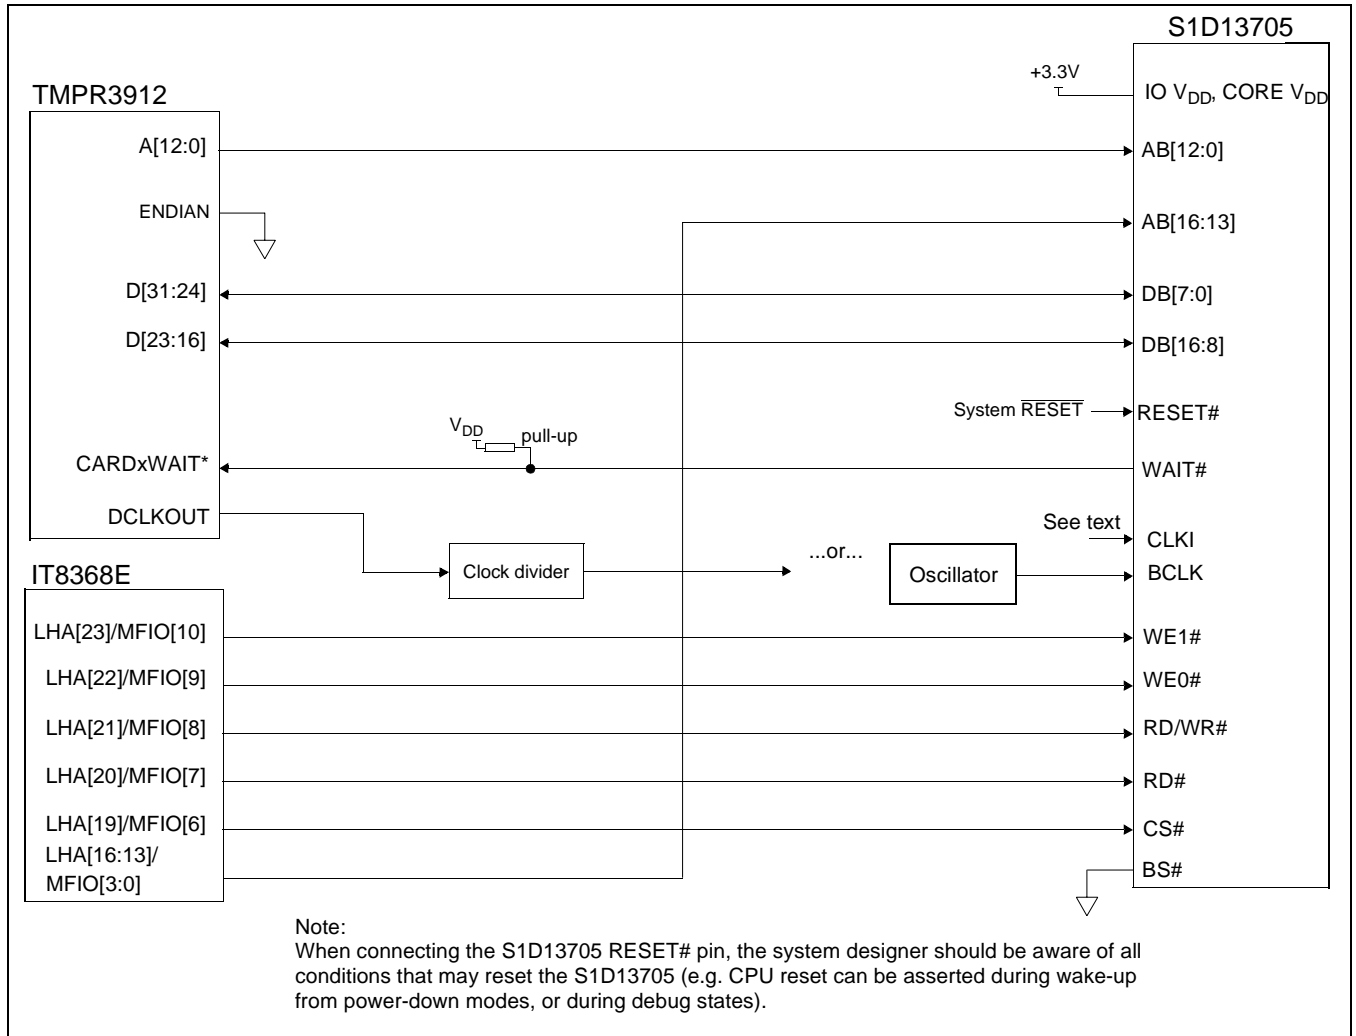 S1D13705
+3.3V
IO VDD, CORE VDD
TMPR3912
A[12:0]
AB[12:0]
ENDIAN
AB[16:13]
D[31:24]
DB[7:0]
D[23:16]
DB[16:8]
System RESET
RESET#
VDD
pull-up
CARDxWAIT*
WAIT#
DCLKOUT
See text
CLKI
...or...
Clock divider
Oscillator
BCLK
IT8368E
LHA[23]/MFIO[10]
WE1#
LHA[22]/MFIO[9]
WE0#
LHA[21]/MFIO[8]
RD/WR#
LHA[20]/MFIO[7]
RD#
LHA[19]/MFIO[6]
CS#
LHA[16:13]/
MFIO[3:0]
BS#
Note:
When connecting the S1D13705 RESET# pin, the system designer should be aware of all
conditions that may reset the S1D13705 (e.g. CPU reset can be asserted during wake-up
from power-down modes, or during debug states).